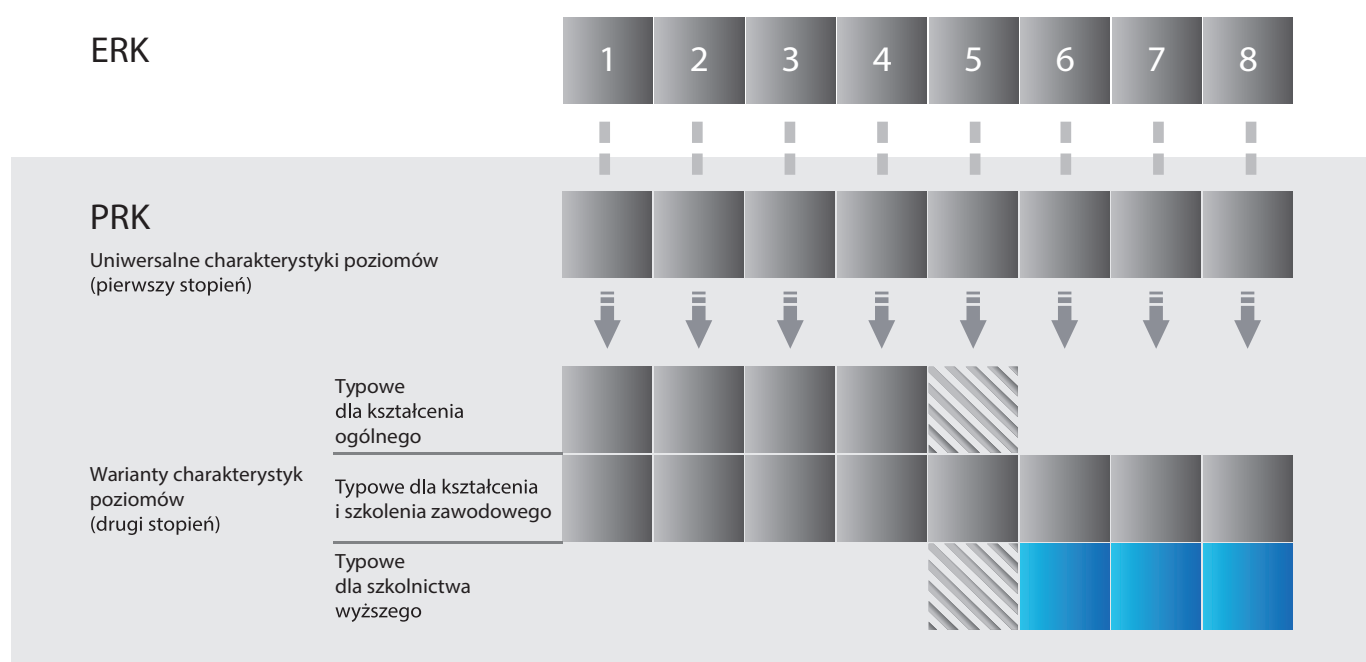 ERK
1 2 3 4 5 6 7 8
PRK
Uniwersalne charakterystyki poziomów
(pierwszy stopień)
Typowe
dla kształcenia
ogólnego
Warianty charakterystyk
poziomów
(drugi stopień)
Typowe dla kształcenia
i szkolenia zawodowego
Typowe
dla szkolnictwa
wyższego